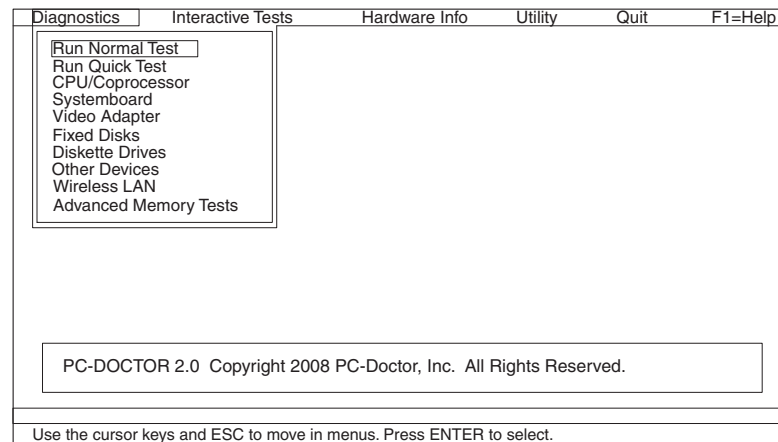 Diagnostics Interactive Tests Hardware Info Utility Quit F1=Help
Run Normal Test
Run Quick Test
CPU/Coprocessor
Systemboard
Video Adapter
Fixed Disks
Diskette Drives
Other Devices
Wireless LAN
Advanced Memory Tests
PC-DOCTOR 2.0 Copyright 2008 PC-Doctor, Inc. All Rights Reserved.
Use the cursor keys and ESC to move in menus. Press ENTER to select.